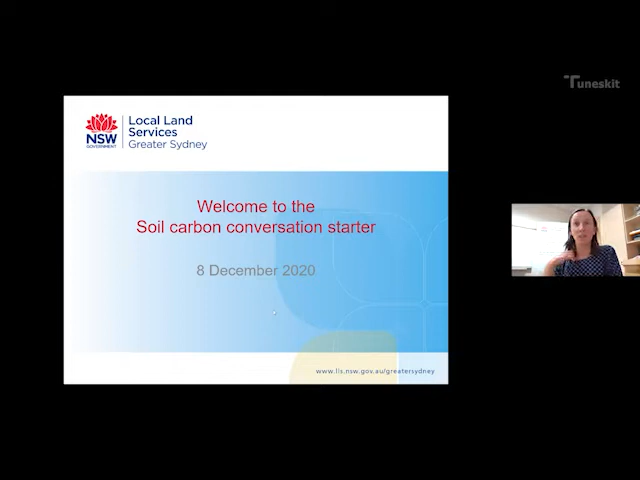 Tuneskit
Local Land
Services
Greater Sydney
NSW
GOVERNMENT
Welcome to the
Soil carbon conversation starter
8 December 2020
www.lls.nsw.gov.au/greatersydney